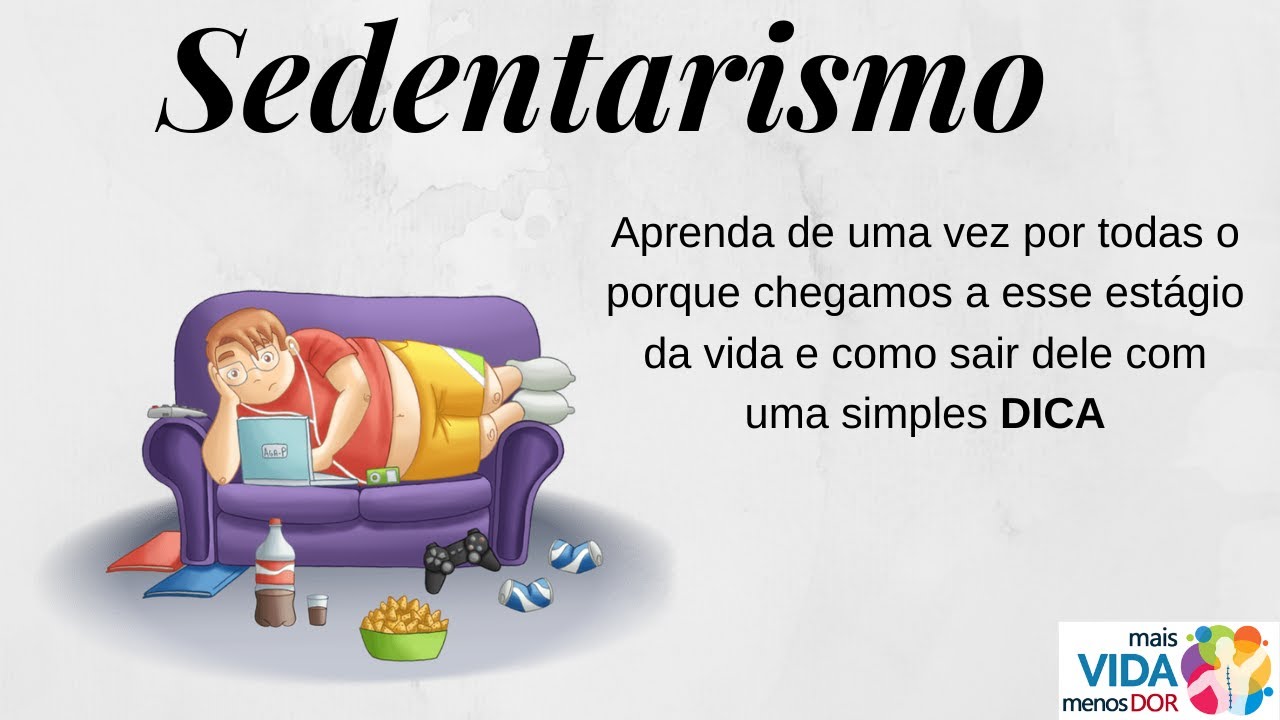 Sedentarismo
Aprenda de uma vez por todas o
porque chegamos a esse estágio
da vida e como sair dele com
uma simples DICA
mais
VIDA
menos DOR